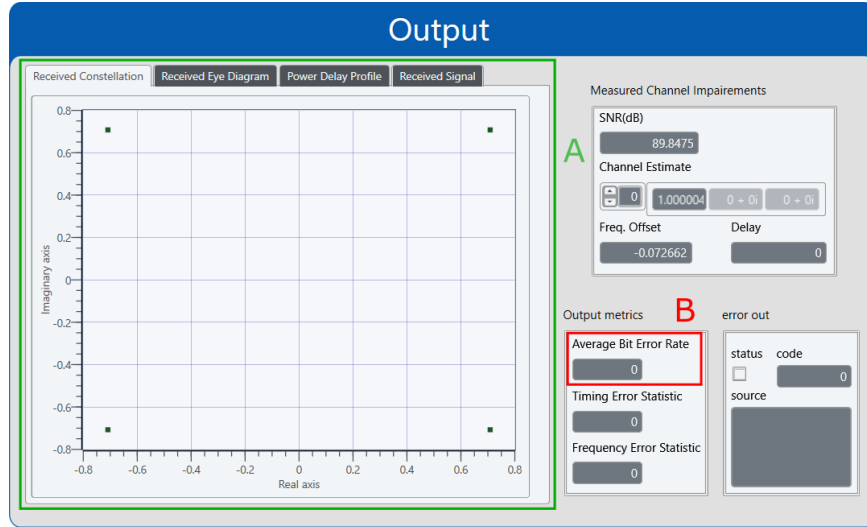 Output
Received Constellation
Received Eye Diagram
Power Delay Profile
Received Signal
0.8
0.6
0.4
0.2
0
-0.2
-0.4
-0.6
-0.8
Imaginary axis
-0.8 -0.6 -0.4 -0.2 0 0.2 0.4 0.6 0.8
Real axis
A
Measured Channel Impairements
SNR(dB)
89.8475
Channel Estimate
0 1.000004 0 + 0i 0 + 0i
Freq. Offset Delay
-0.072662 0
Output metrics
B
Average Bit Error Rate
0
Timing Error Statistic
0
Frequency Error Statistic
0
error out
status code
0
source